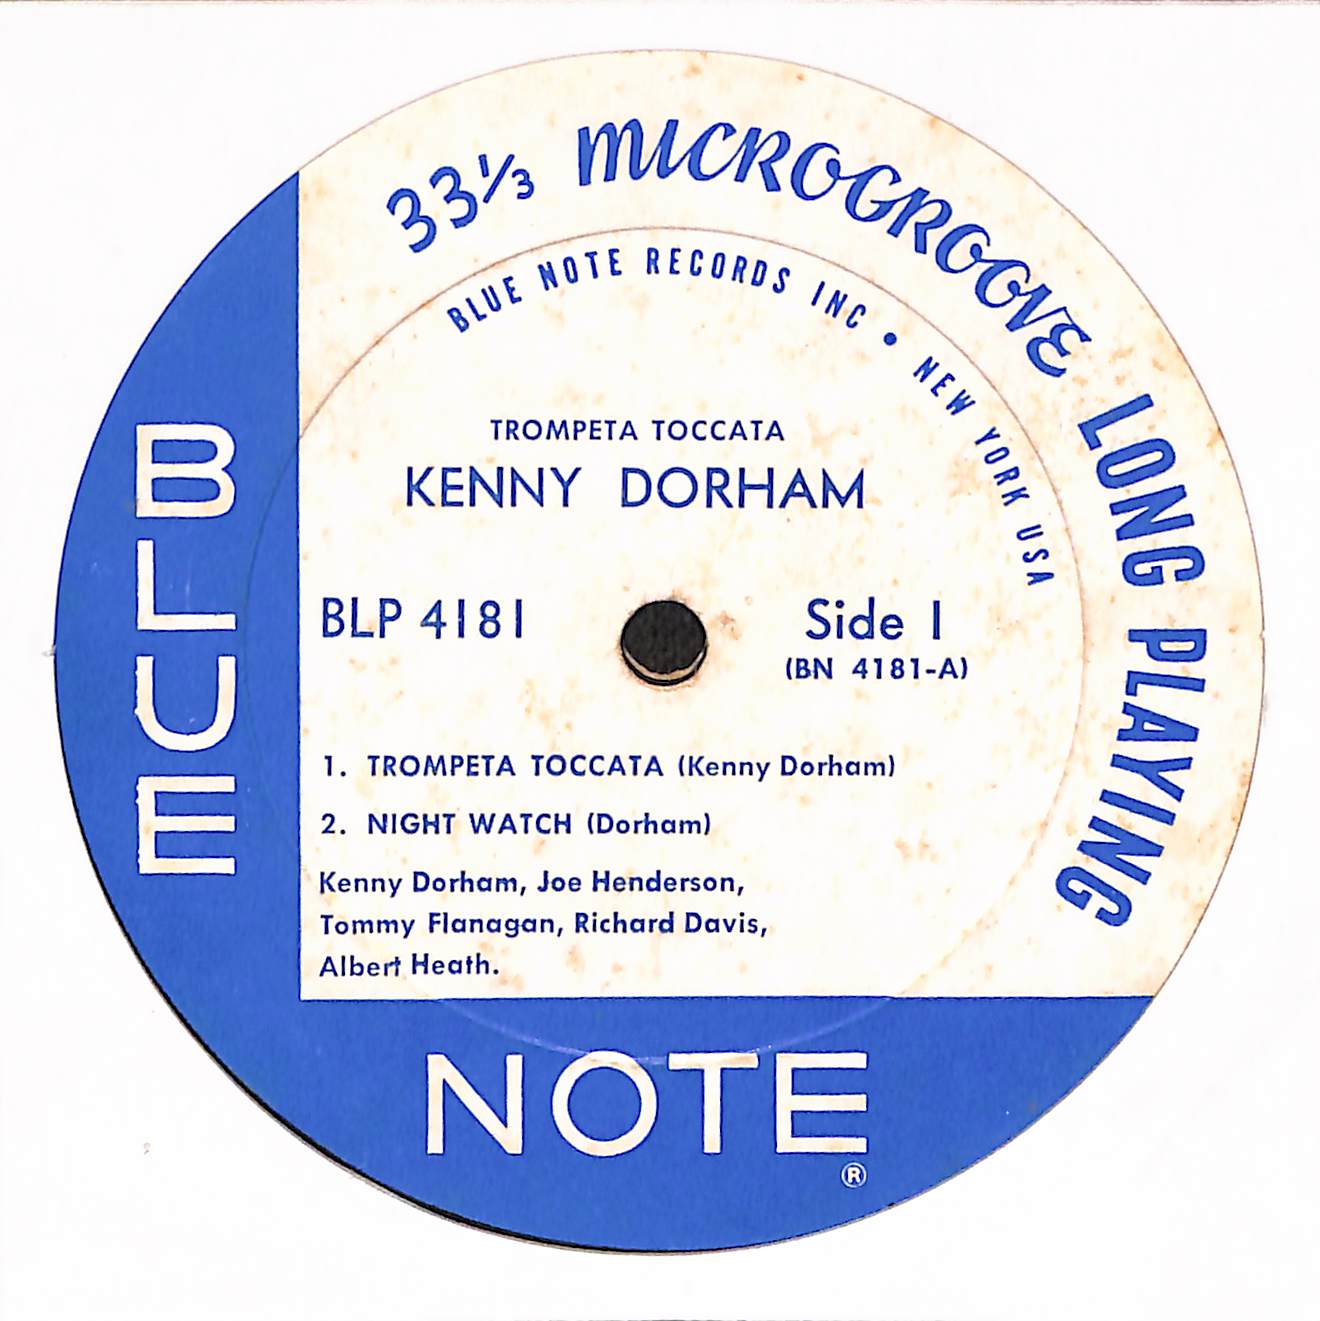 33⅓ MICROGROOVE LONG PLAYING
BLUE NOTE RECORDS INC • NEW YORK USA
TROMPETA TOCCATA
KENNY DORHAM
BLP 4181
Side 1
(BN 4181-A)
1. TROMPETA TOCCATA (Kenny Dorham)
2. NIGHT WATCH (Dorham)
Kenny Dorham, Joe Henderson,
Tommy Flanagan, Richard Davis,
Albert Heath.
BLUE
NOTE
®